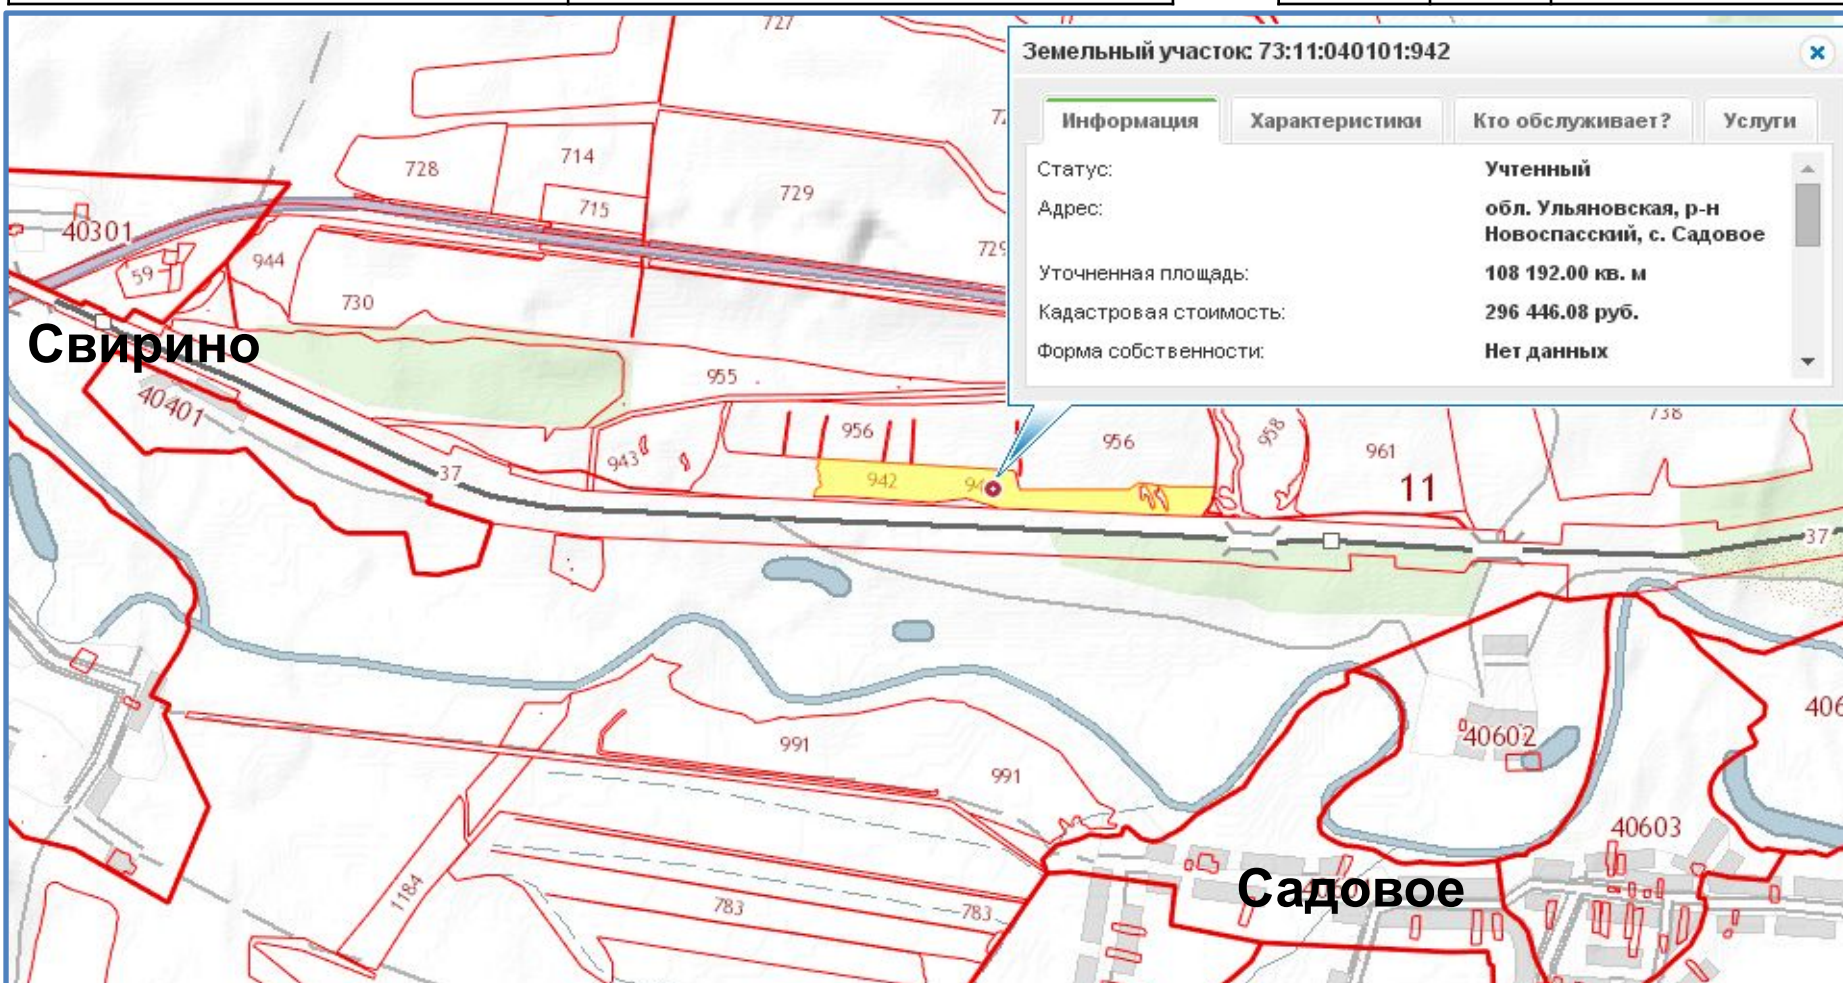 727
Земельный участок: 73:11:040101:942
Информация
Характеристики
Кто обслуживает?
Услуги
Статус:
Учтенный
Адрес:
обл. Ульяновская, р-н
Новоспасский, с. Садовое
Уточненная площадь:
108 192.00 кв. м
Кадастровая стоимость:
296 446.08 руб.
Форма собственности:
Нет данных
728
714
729
715
40301
59
944
730
Свирино
955
40401
956
956
958
961
738
943
37
942
11
37
991
991
40602
40603
1184
783
783
Садовое